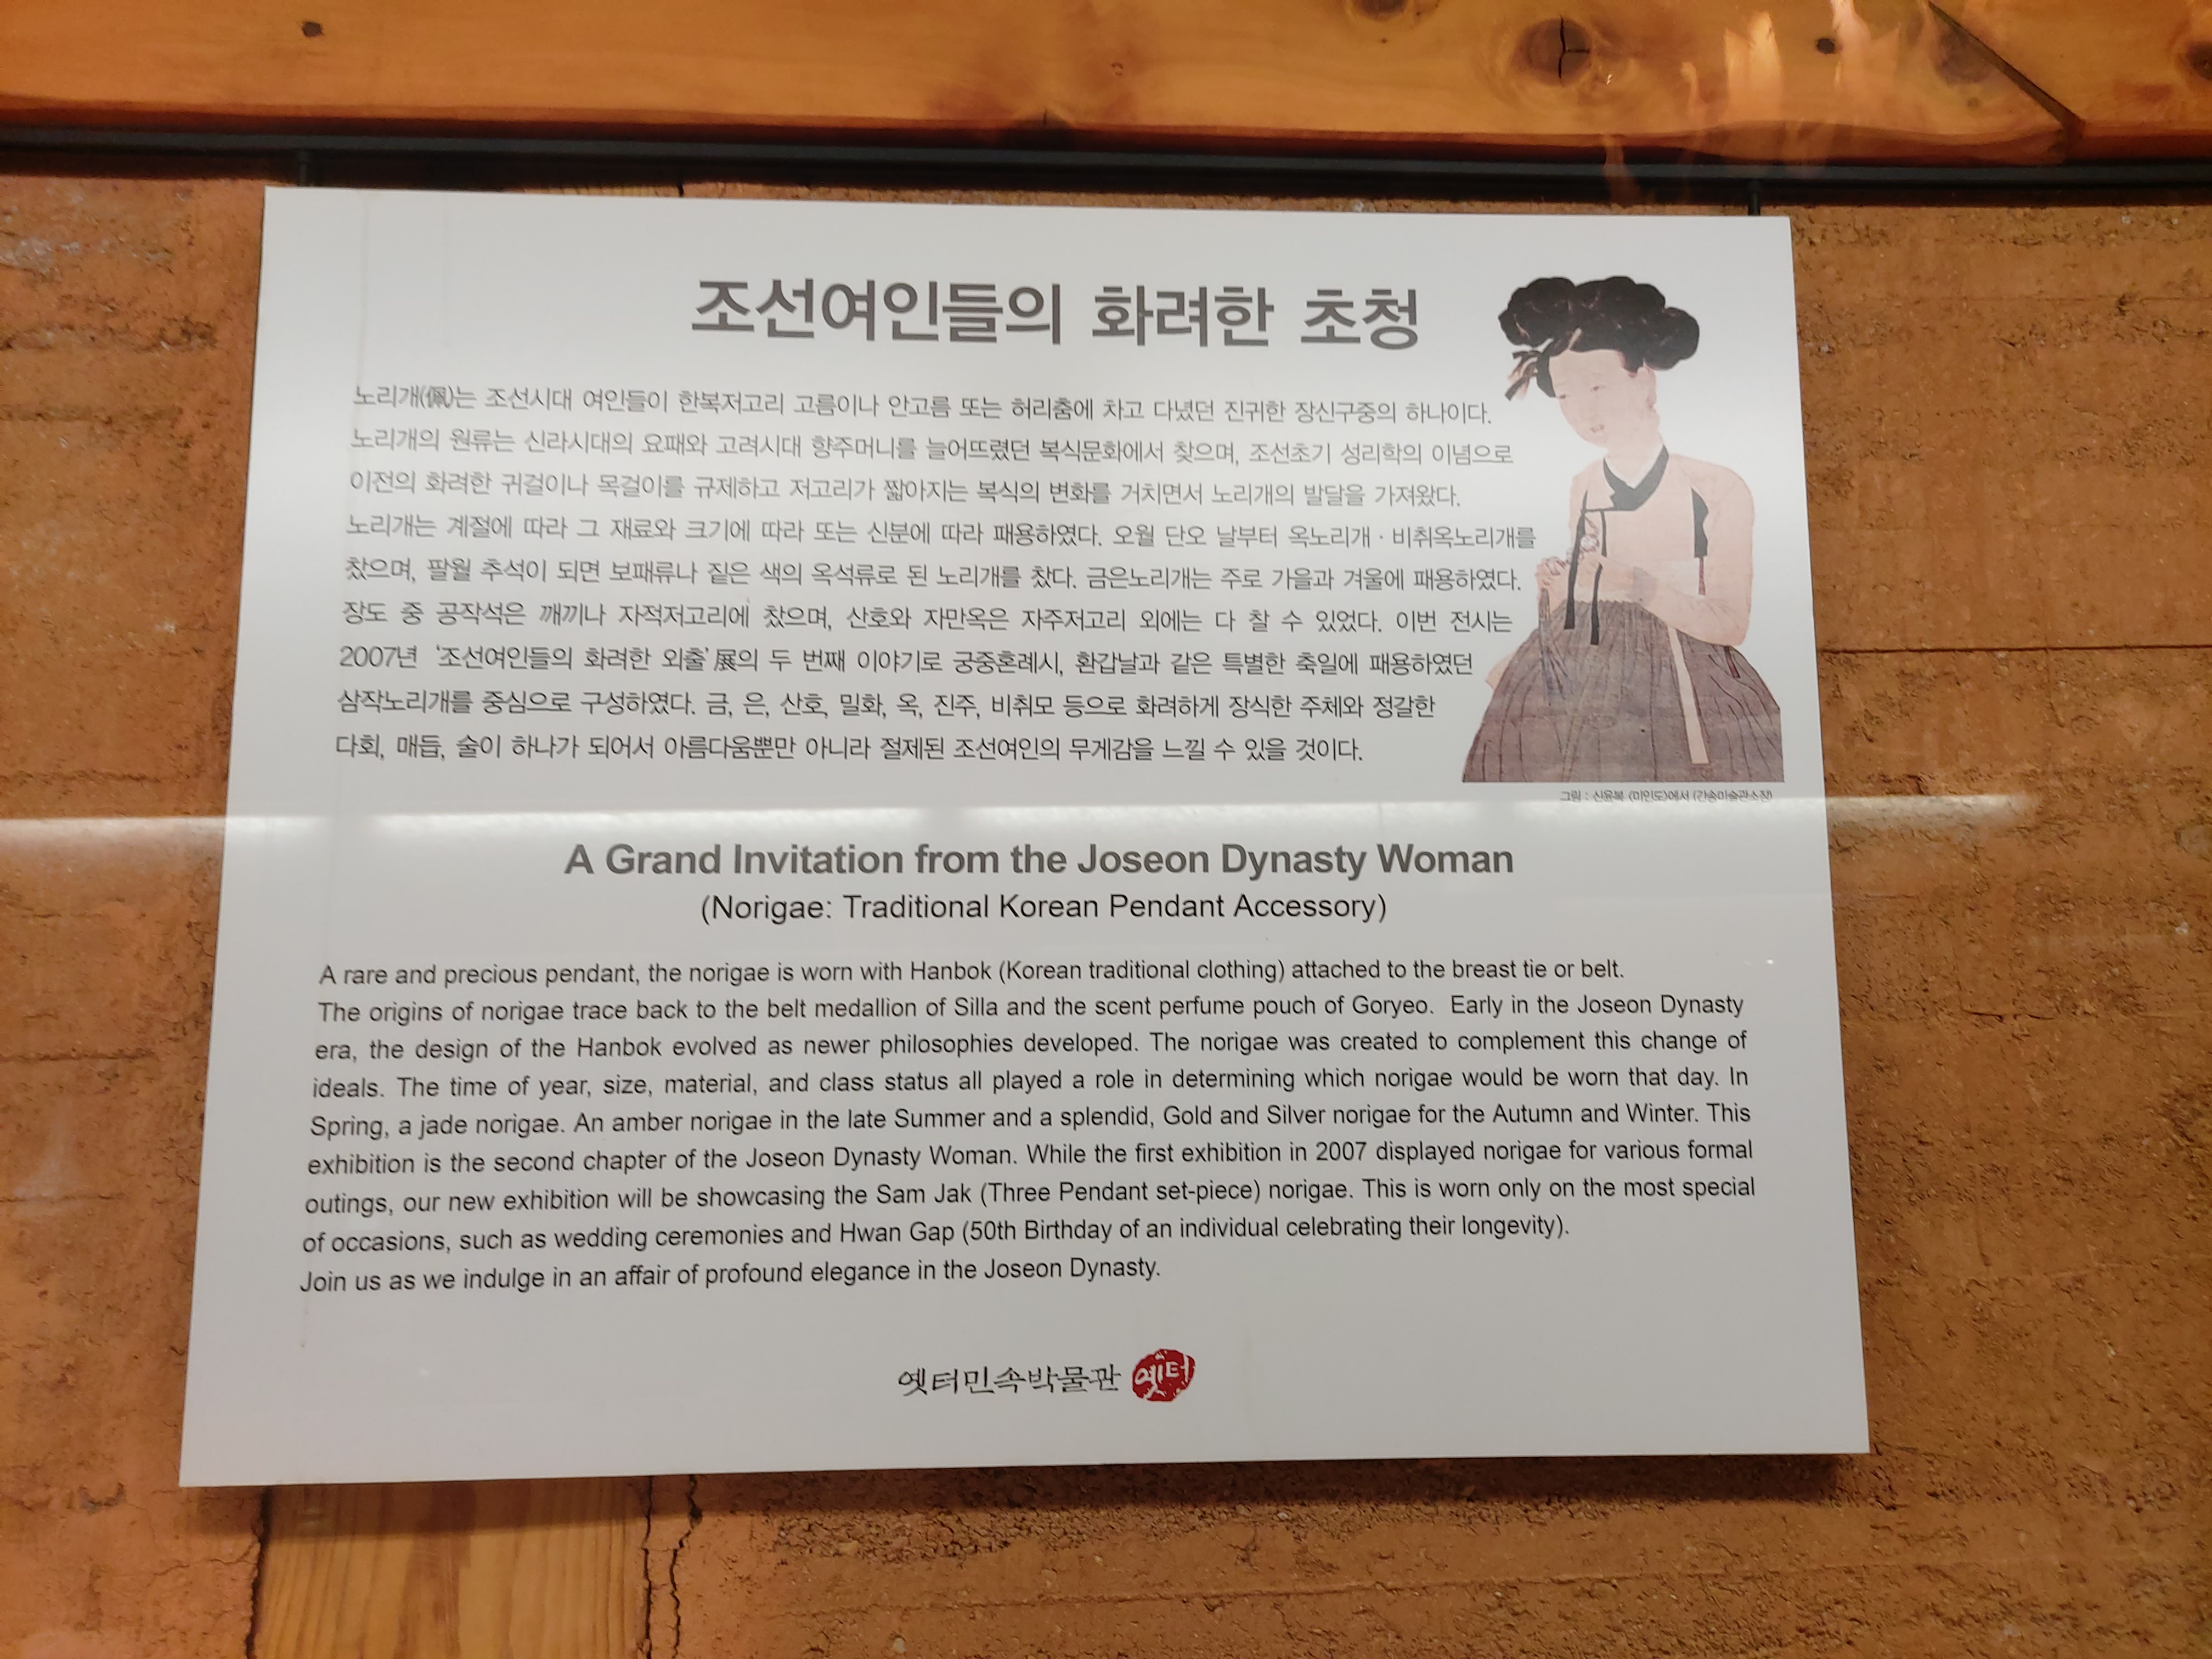 조선여인들의 화려한 초청
노리개(佩)는 조선시대 여인들이 한복저고리 고름이나 안고름 또는 허리춤에 차고 다녔던 진귀한 장신구중의 하나이다.
노리개의 원류는 신라시대의 요패와 고려시대 향주머니를 늘어뜨렸던 복식문화에서 찾으며, 조선초기 성리학의 이념으로
이전의 화려한 귀걸이나 목걸이를 규제하고 저고리가 짧아지는 복식의 변화를 거치면서 노리개의 발달을 가져왔다.
노리개는 계절에 따라 그 재료와 크기에 따라 또는 신분에 따라 패용하였다. 오월 단오 날부터 옥노리개 · 비취옥노리개를
찼으며, 팔월 추석이 되면 보패류나 짙은 색의 옥석류로 된 노리개를 찼다. 금은노리개는 주로 가을과 겨울에 패용하였다.
장도 중 공작석은 깨끼나 자적저고리에 찼으며, 산호와 자만옥은 자주저고리 외에는 다 찰 수 있었다. 이번 전시는
2007년 ‘조선여인들의 화려한 외출’展의 두 번째 이야기로 궁중혼례시, 환갑날과 같은 특별한 축일에 패용하였던
삼작노리개를 중심으로 구성하였다. 금, 은, 산호, 밀화, 옥, 진주, 비취모 등으로 화려하게 장식한 주체와 정갈한
다회, 매듭, 술이 하나가 되어서 아름다움뿐만 아니라 절제된 조선여인의 무게감을 느낄 수 있을 것이다.
그림 : 신윤복 〈미인도〉에서 (간송미술관소장)
A Grand Invitation from the Joseon Dynasty Woman
(Norigae: Traditional Korean Pendant Accessory)
A rare and precious pendant, the norigae is worn with Hanbok (Korean traditional clothing) attached to the breast tie or belt.
The origins of norigae trace back to the belt medallion of Silla and the scent perfume pouch of Goryeo. Early in the Joseon Dynasty
era, the design of the Hanbok evolved as newer philosophies developed. The norigae was created to complement this change of
ideals. The time of year, size, material, and class status all played a role in determining which norigae would be worn that day. In
Spring, a jade norigae. An amber norigae in the late Summer and a splendid, Gold and Silver norigae for the Autumn and Winter. This
exhibition is the second chapter of the Joseon Dynasty Woman. While the first exhibition in 2007 displayed norigae for various formal
outings, our new exhibition will be showcasing the Sam Jak (Three Pendant set-piece) norigae. This is worn only on the most special
of occasions, such as wedding ceremonies and Hwan Gap (50th Birthday of an individual celebrating their longevity).
Join us as we indulge in an affair of profound elegance in the Joseon Dynasty.
옛터민속박물관 옛터